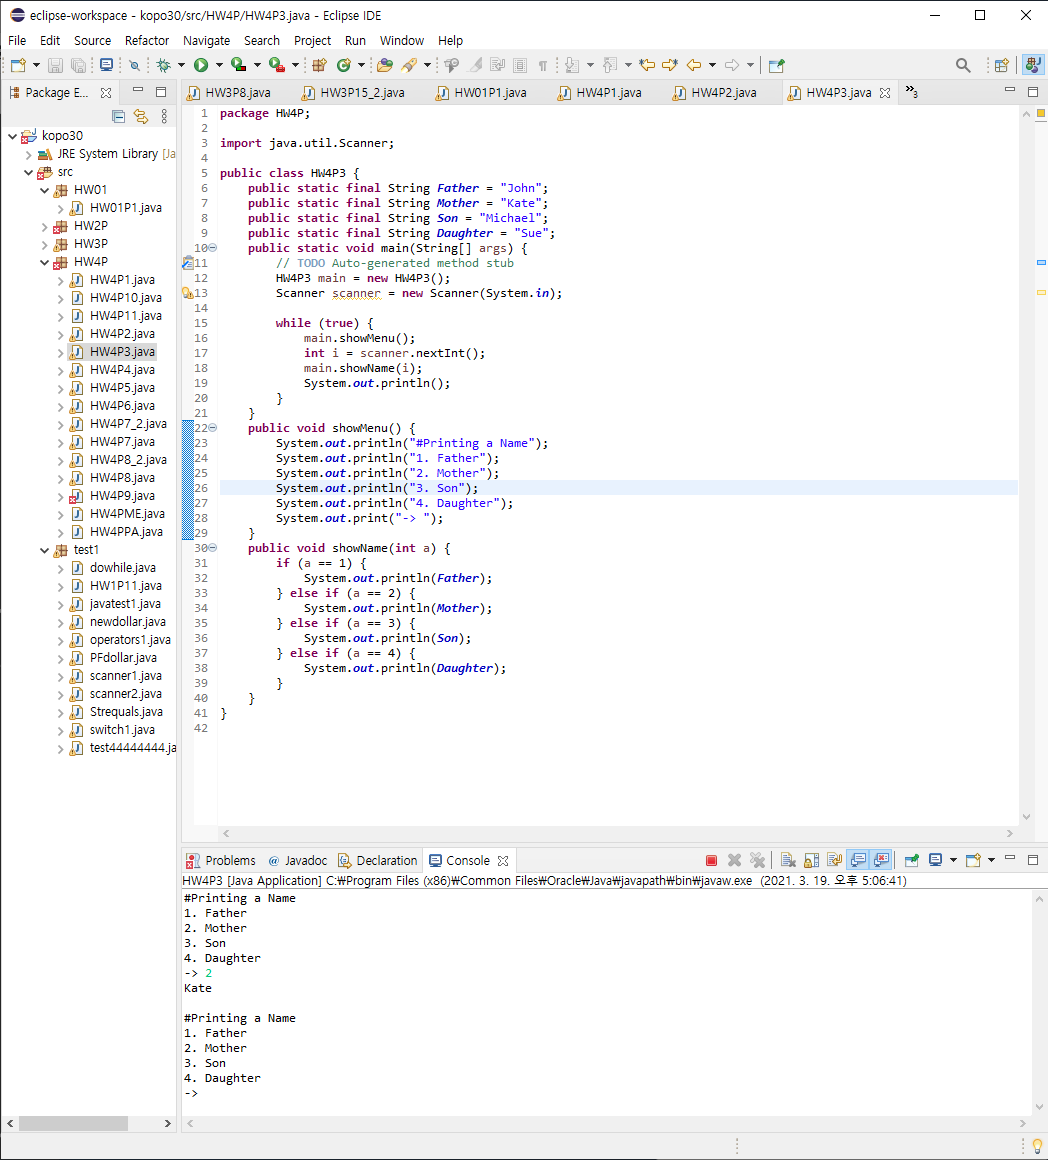 eclipse-workspace - kopo30/src/HW4P/HW4P3.java - Eclipse IDE
File Edit Source Refactor Navigate Search Project Run Window Help
Package E...
HW3P8.java HW3P15_2.java HW01P1.java HW4P1.java HW4P2.java HW4P3.java »3
kopo30
JRE System Library [Ja
src
HW01
HW01P1.java
HW2P
HW3P
HW4P
HW4P1.java
HW4P10.java
HW4P11.java
HW4P2.java
HW4P3.java
HW4P4.java
HW4P5.java
HW4P6.java
HW4P7_2.java
HW4P7.java
HW4P8_2.java
HW4P8.java
HW4P9.java
HW4PME.java
HW4PPA.java
test1
dowhile.java
HW1P11.java
javatest1.java
newdollar.java
operators1.java
PFdollar.java
scanner1.java
scanner2.java
Strequals.java
switch1.java
test44444444.ja
1 package HW4P;
2
3 import java.util.Scanner;
4
5 public class HW4P3 {
6     public static final String Father = "John";
7     public static final String Mother = "Kate";
8     public static final String Son = "Michael";
9     public static final String Daughter = "Sue";
10     public static void main(String[] args) {
11         // TODO Auto-generated method stub
12         HW4P3 main = new HW4P3();
13         Scanner scanner = new Scanner(System.in);
14
15         while (true) {
16             main.showMenu();
17             int i = scanner.nextInt();
18             main.showName(i);
19             System.out.println();
20         }
21     }
22     public void showMenu() {
23         System.out.println("#Printing a Name");
24         System.out.println("1. Father");
25         System.out.println("2. Mother");
26         System.out.println("3. Son");
27         System.out.println("4. Daughter");
28         System.out.print("-> ");
29     }
30     public void showName(int a) {
31         if (a == 1) {
32             System.out.println(Father);
33         } else if (a == 2) {
34             System.out.println(Mother);
35         } else if (a == 3) {
36             System.out.println(Son);
37         } else if (a == 4) {
38             System.out.println(Daughter);
39         }
40     }
41 }
42
Problems @ Javadoc Declaration Console
HW4P3 [Java Application] C:₩Program Files (x86)₩Common Files₩Oracle₩Java₩javapath₩bin₩javaw.exe (2021. 3. 19. 오후 5:06:41)
#Printing a Name
1. Father
2. Mother
3. Son
4. Daughter
-> 2
Kate

#Printing a Name
1. Father
2. Mother
3. Son
4. Daughter
->